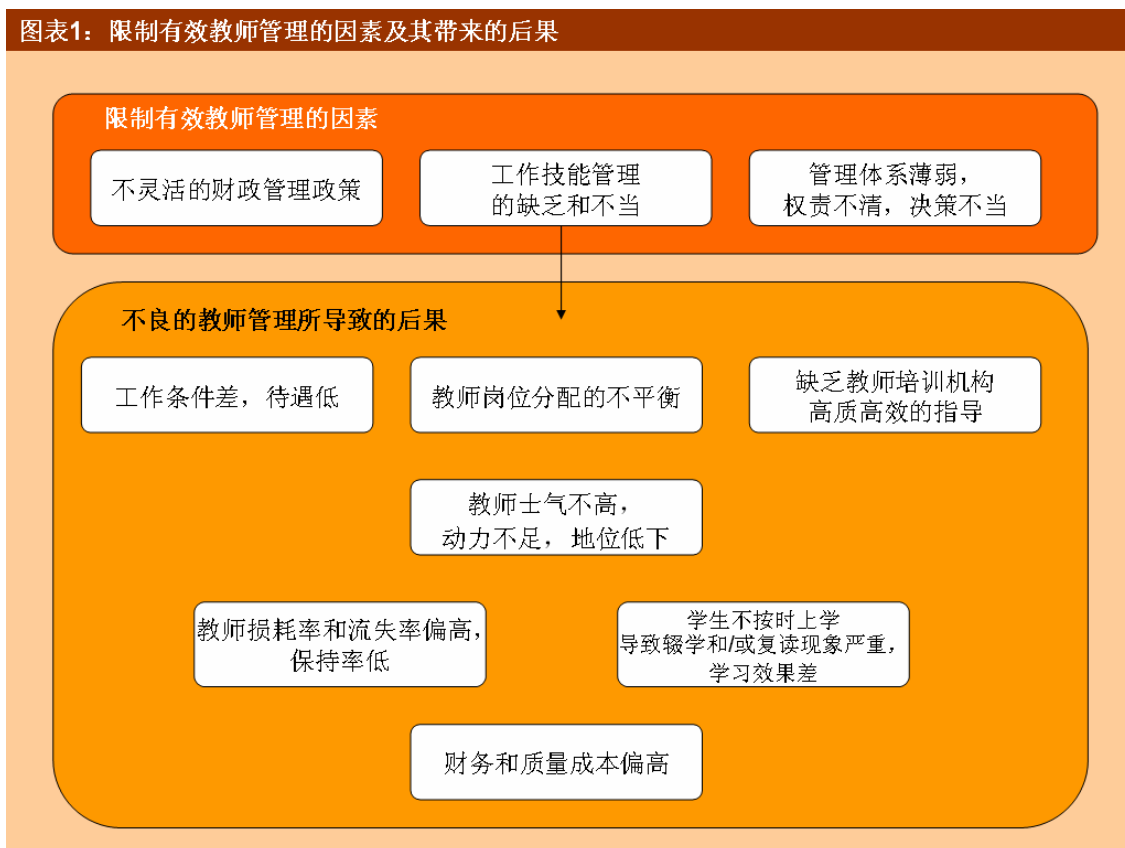 图表1：限制有效教师管理的因素及其带来的后果
限制有效教师管理的因素
不灵活的财政管理政策
工作技能管理
的缺乏和不当
管理体系薄弱，
权责不清，决策不当
不良的教师管理所导致的后果
工作条件差，待遇低
教师岗位分配的不平衡
缺乏教师培训机构
高质高效的指导
教师士气不高，
动力不足，地位低下
教师损耗率和流失率偏高，
保持率低
学生不按时上学
导致辍学和/或复读现象严重，
学习效果差
财务和质量成本偏高